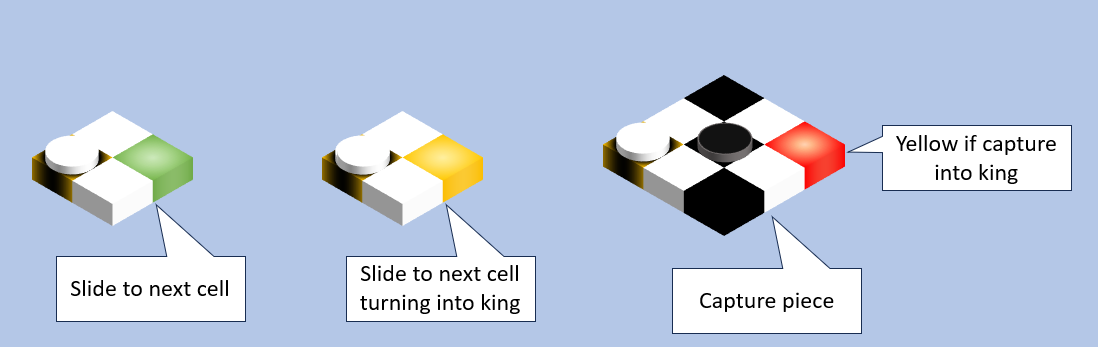 Slide to next cell
Slide to next cell
turning into king
Capture piece
Yellow if capture
into king